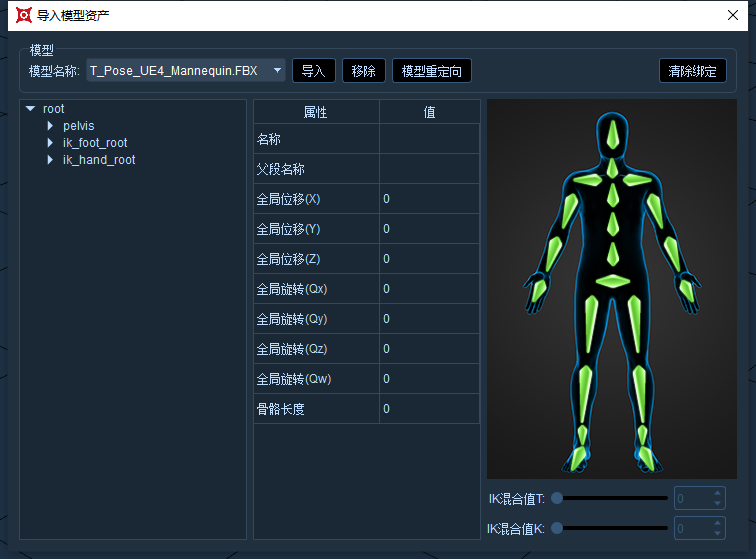 导入模型资产
模型
模型名称: T_Pose_UE4_Mannequin.FBX 导入 移除 模型重定向 清除绑定
root
pelvis
ik_foot_root
ik_hand_root
属性 值
名称
父段名称
全局位移(X) 0
全局位移(Y) 0
全局位移(Z) 0
全局旋转(Qx) 0
全局旋转(Qy) 0
全局旋转(Qz) 0
全局旋转(Qw) 0
骨骼长度 0
IK混合值T: 0
IK混合值K: 0